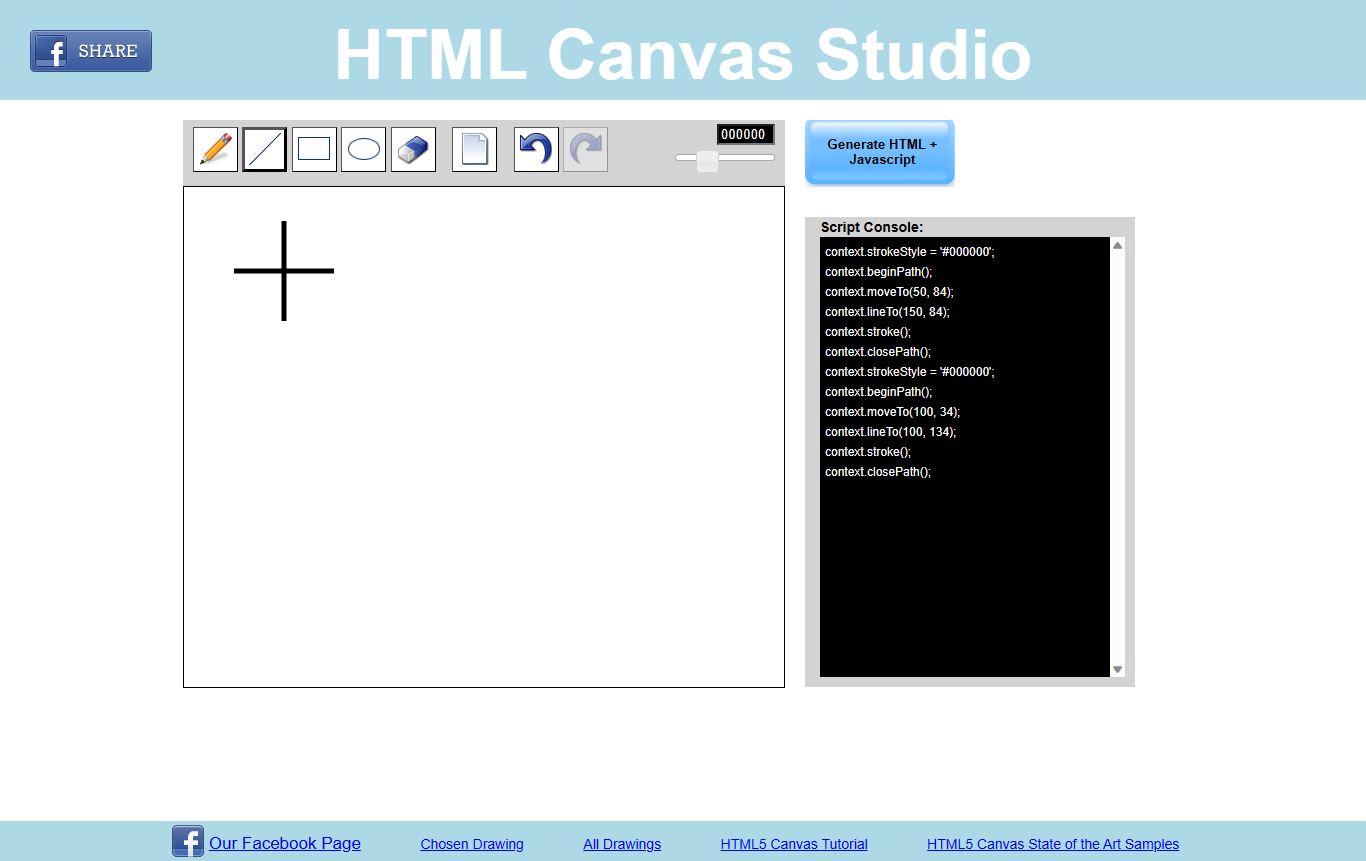 SHARE
HTML Canvas Studio
000000
Generate HTML +
Javascript
Script Console:
context.strokeStyle = '#000000';
context.beginPath();
context.moveTo(50, 84);
context.lineTo(150, 84);
context.stroke();
context.closePath();
context.strokeStyle = '#000000';
context.beginPath();
context.moveTo(100, 34);
context.lineTo(100, 134);
context.stroke();
context.closePath();
Our Facebook Page
Chosen Drawing
All Drawings
HTML5 Canvas Tutorial
HTML5 Canvas State of the Art Samples